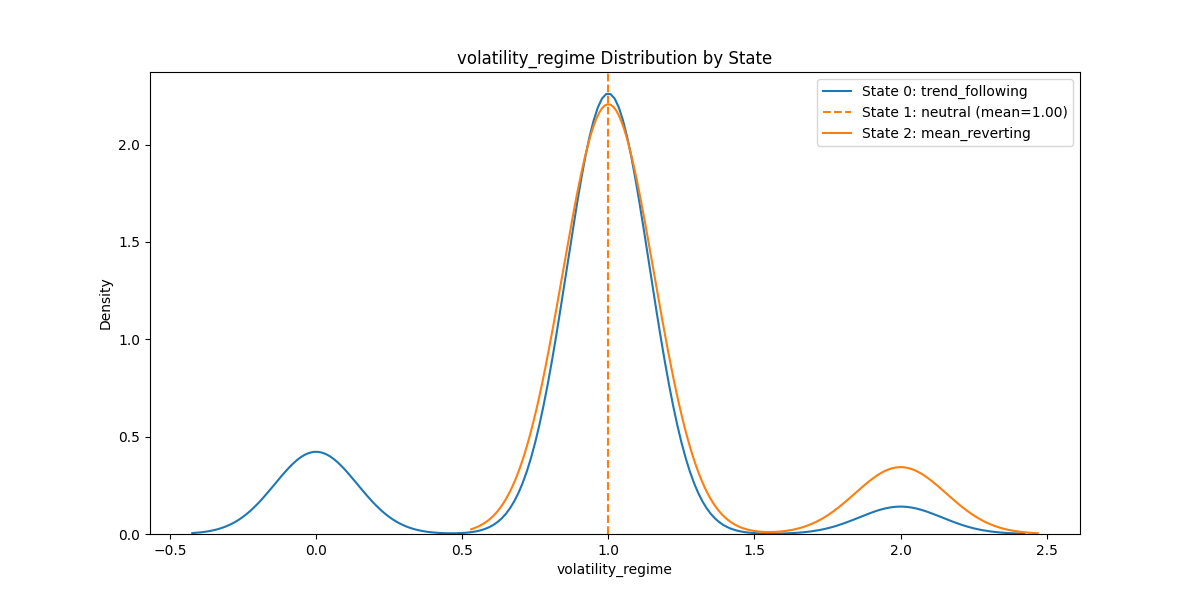 volatility_regime Distribution by State
State 0: trend_following
State 1: neutral (mean=1.00)
State 2: mean_reverting
Density
2.0
1.5
1.0
0.5
0.0
−0.5 0.0 0.5 1.0 1.5 2.0 2.5
volatility_regime